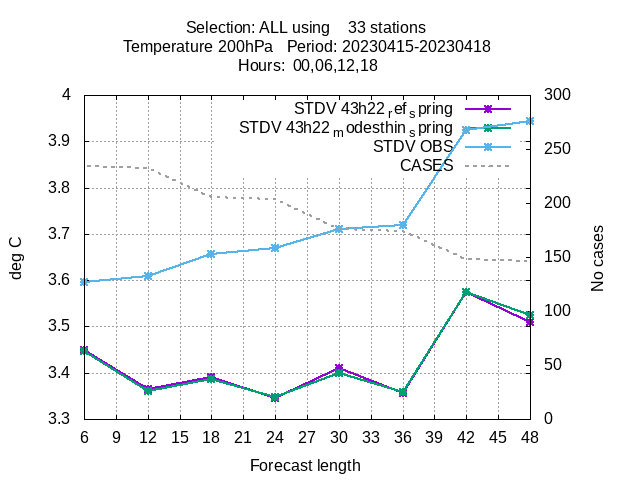 Selection: ALL using 33 stations
Temperature 200hPa Period: 20230415-20230418
Hours: 00,06,12,18
STDV 43h22_ref_spring
STDV 43h22_modesthin_spring
STDV OBS
CASES
4
3.9
3.8
3.7
3.6
3.5
3.4
3.3
deg C
300
250
200
150
100
50
0
No cases
6 9 12 15 18 21 24 27 30 33 36 39 42 45 48
Forecast length